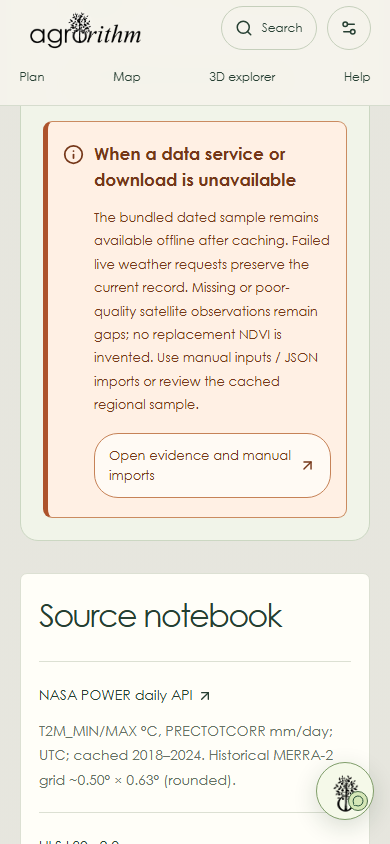 agrorithm
Search
Plan
Map
3D explorer
Help
When a data service or
download is unavailable
The bundled dated sample remains
available offline after caching. Failed
live weather requests preserve the
current record. Missing or poor-
quality satellite observations remain
gaps; no replacement NDVI is
invented. Use manual inputs / JSON
imports or review the cached
regional sample.
Open evidence and manual
imports
Source notebook
NASA POWER daily API
T2M_MIN/MAX °C, PRECTOTCORR mm/day;
UTC; cached 2018–2024. Historical MERRA-2
grid ~0.50° × 0.63° (rounded).